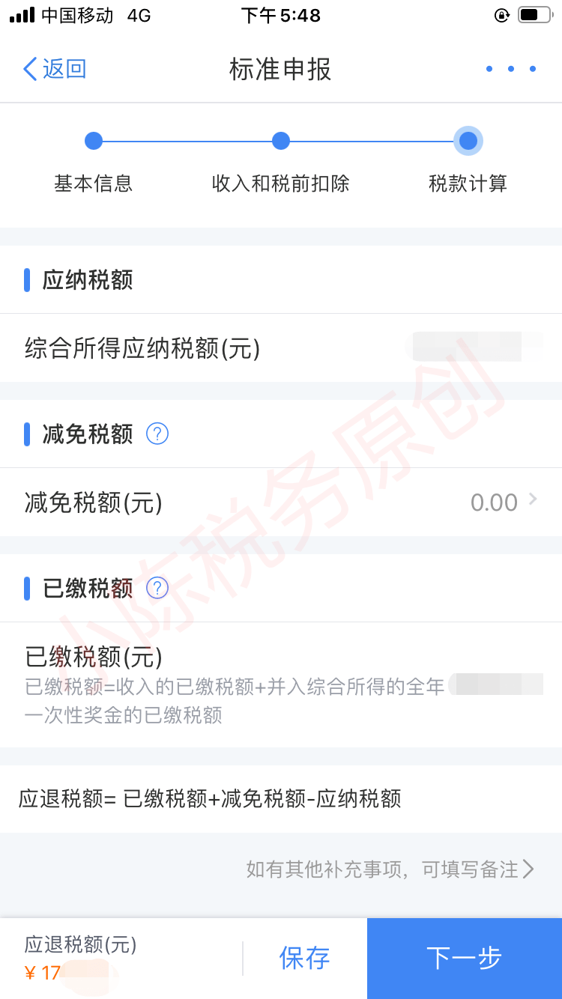 中国移动 4G 下午5:48
返回 标准申报
基本信息 收入和税前扣除 税款计算
应纳税额
综合所得应纳税额(元)
减免税额 ?
减免税额(元) 0.00
已缴税额 ?
已缴税额(元)
已缴税额=收入的已缴税额+并入综合所得的全年
一次性奖金的已缴税额
应退税额= 已缴税额+减免税额-应纳税额
如有其他补充事项，可填写备注
应退税额(元)
¥ 17
保存 下一步
小陈税务原创